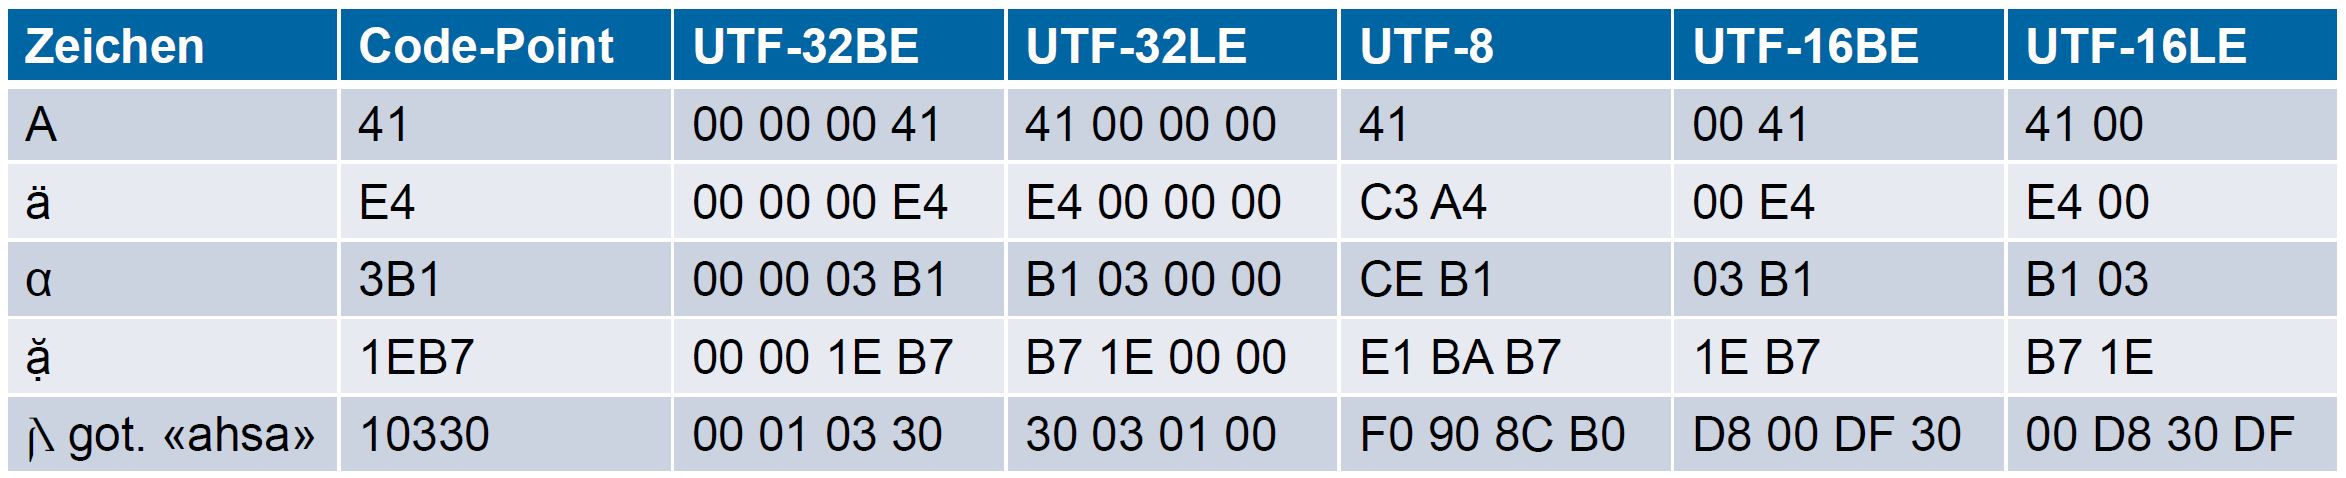 Zeichen Code-Point UTF-32BE UTF-32LE UTF-8 UTF-16BE UTF-16LE
A 41 00 00 00 41 41 00 00 00 41 00 41 41 00
ä E4 00 00 00 E4 E4 00 00 00 C3 A4 00 E4 E4 00
α 3B1 00 00 03 B1 B1 03 00 00 CE B1 03 B1 B1 03
ặ 1EB7 00 00 1E B7 B7 1E 00 00 E1 BA B7 1E B7 B7 1E
𐌰 got. «ahsa» 10330 00 01 03 30 30 03 01 00 F0 90 8C B0 D8 00 DF 30 00 D8 30 DF